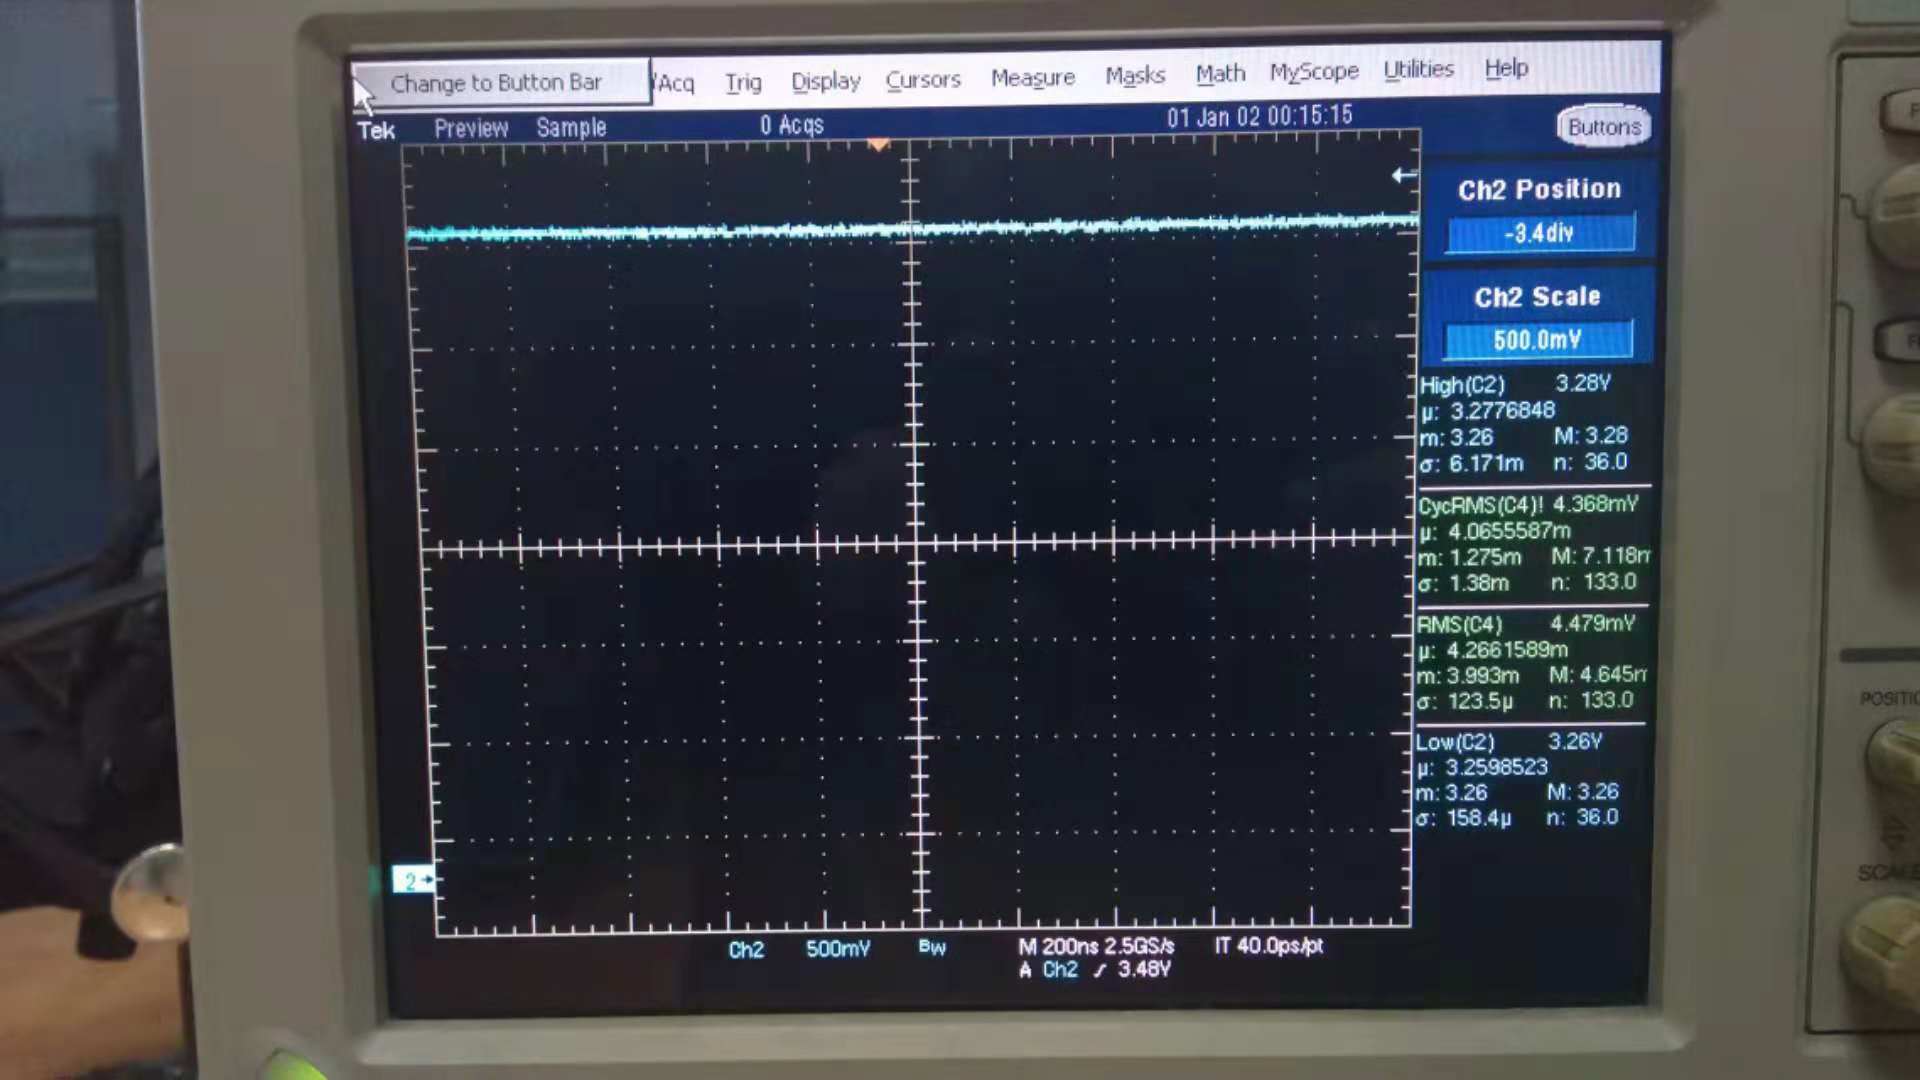 Change to Button Bar /Acq Trig Display Cursors Measure Masks Math MyScope Utilities Help
Tek Preview Sample 0 Acqs 01 Jan 02 00:15:15 Buttons
Ch2 Position
-3.4div
Ch2 Scale
500.0mV
High(C2) 3.28V
µ: 3.2776848
m: 3.26 M: 3.28
σ: 6.171m n: 36.0
CycRMS(C4)! 4.368mV
µ: 4.0655587m
m: 1.275m M: 7.118m
σ: 1.38m n: 133.0
RMS(C4) 4.479mV
µ: 4.2661589m
m: 3.993m M: 4.645m
σ: 123.5µ n: 133.0
Low(C2) 3.26V
µ: 3.2598523
m: 3.26 M: 3.26
σ: 158.4µ n: 36.0
2
Ch2 500mV BW M 200ns 2.5GS/s IT 40.0ps/pt
A Ch2 ∕ 3.48V
POSITIO
SCALE